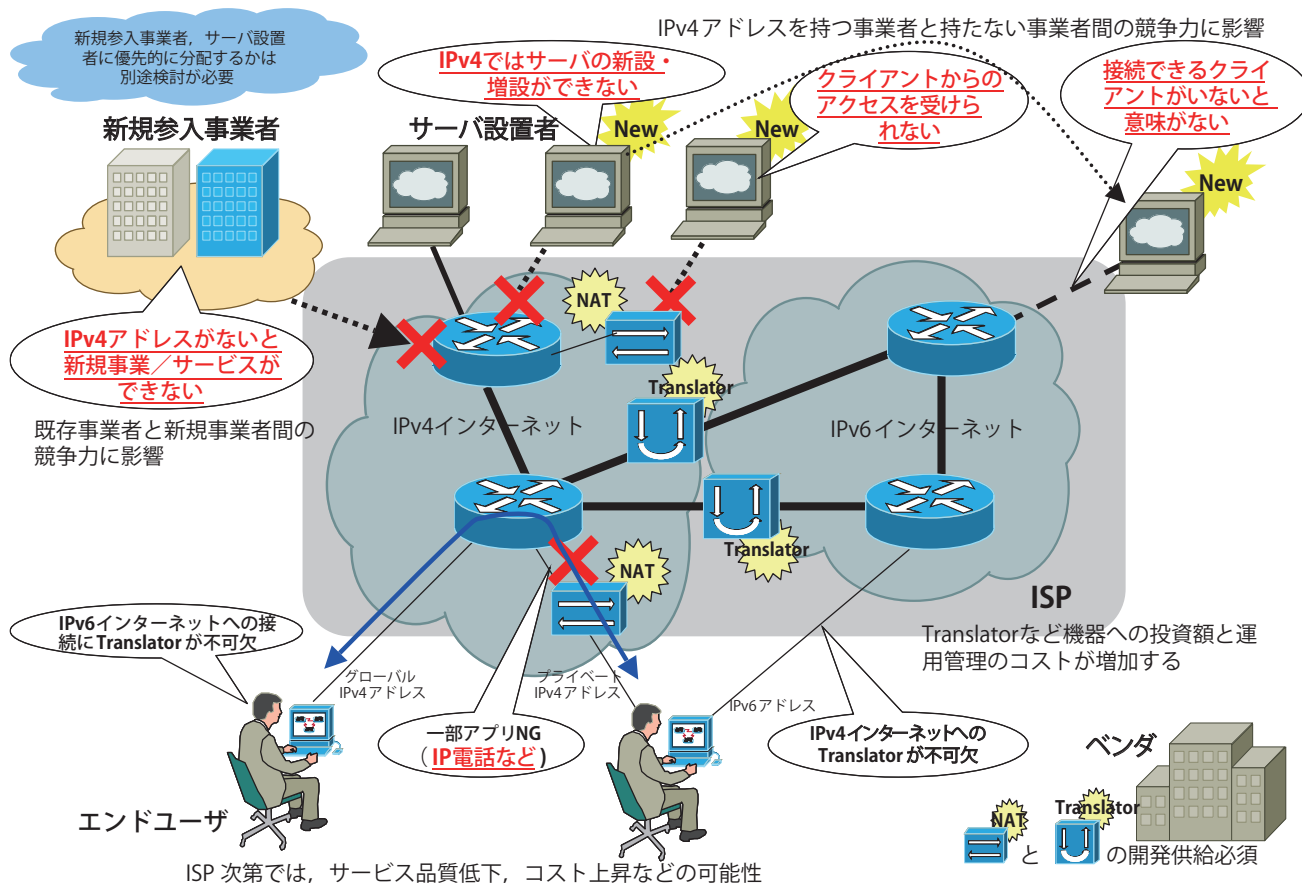 IPv4アドレスを持つ事業者と持たない事業者間の競争力に影響
新規参入事業者，サーバ設置
者に優先的に分配するかは
別途検討が必要
IPv4ではサーバの新設・
増設ができない
クライアントからの
アクセスを受けら
れない
接続できるクライ
アントがいないと
意味がない
新規参入事業者
サーバ設置者
New
New
New
NAT
IPv4アドレスがないと
新規事業／サービスが
できない
Translator
既存事業者と新規事業者間の
競争力に影響
IPv4インターネット
IPv6インターネット
Translator
NAT
ISP
IPv6インターネットへの接
続にTranslatorが不可欠
Translatorなど機器への投資額と運
用管理のコストが増加する
グローバル
IPv4アドレス
プライベート
IPv4アドレス
IPv6アドレス
一部アプリNG
（IP電話など)
IPv4インターネットへの
Translatorが不可欠
ベンダ
エンドユーザ
NAT
と
Translator
の開発供給必須
ISP 次第では，サービス品質低下，コスト上昇などの可能性